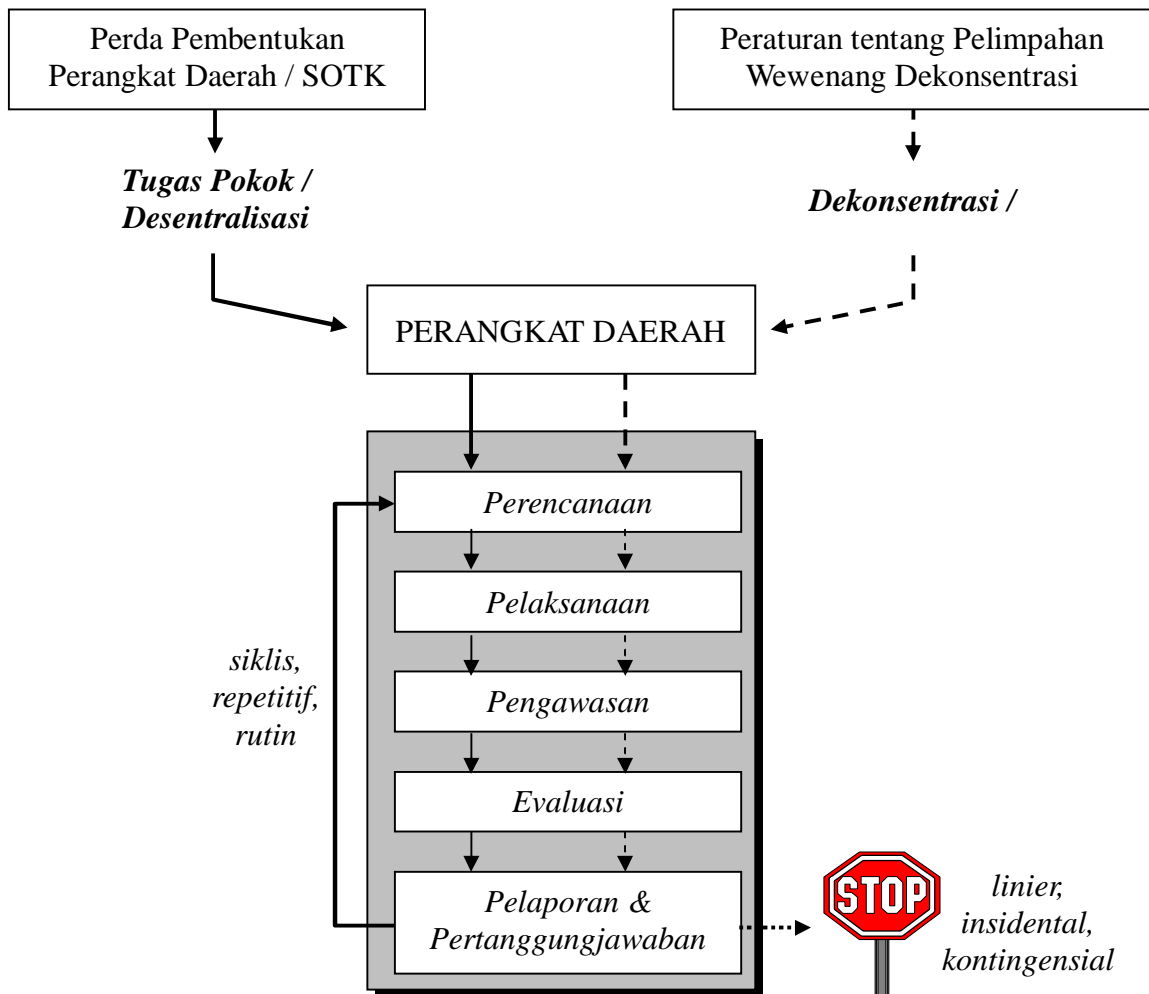 Perda Pembentukan
Perangkat Daerah / SOTK
Peraturan tentang Pelimpahan
Wewenang Dekonsentrasi
Tugas Pokok /
Desentralisasi
Dekonsentrasi /
PERANGKAT DAERAH
Perencanaan
Pelaksanaan
siklis,
repetitif,
rutin
Pengawasan
Evaluasi
Pelaporan &
Pertanggungjawaban
STOP
linier,
insidental,
kontingensial